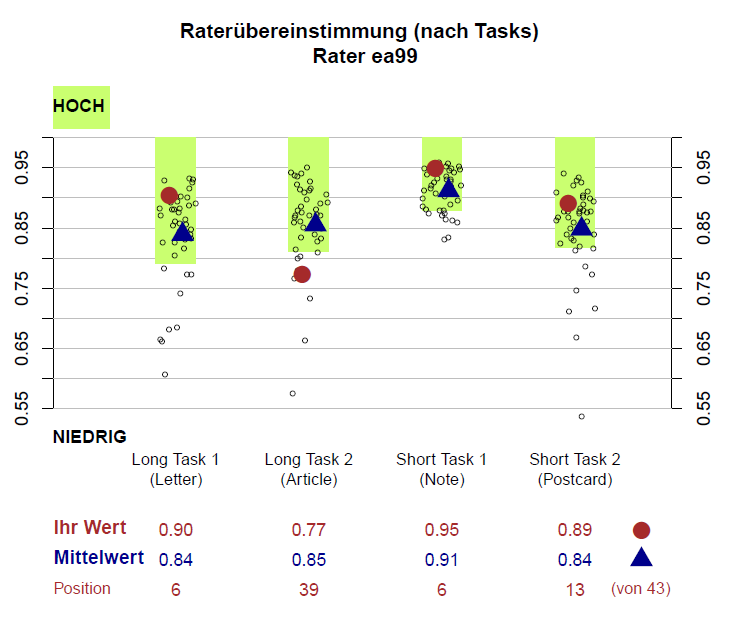 Raterübereinstimmung (nach Tasks)
Rater ea99
HOCH
0.95 0.95
0.85 0.85
0.75 0.75
0.65 0.65
0.55 0.55
NIEDRIG
Long Task 1 Long Task 2 Short Task 1 Short Task 2
(Letter) (Article) (Note) (Postcard)
Ihr Wert 0.90 0.77 0.95 0.89
Mittelwert 0.84 0.85 0.91 0.84
Position 6 39 6 13 (von 43)